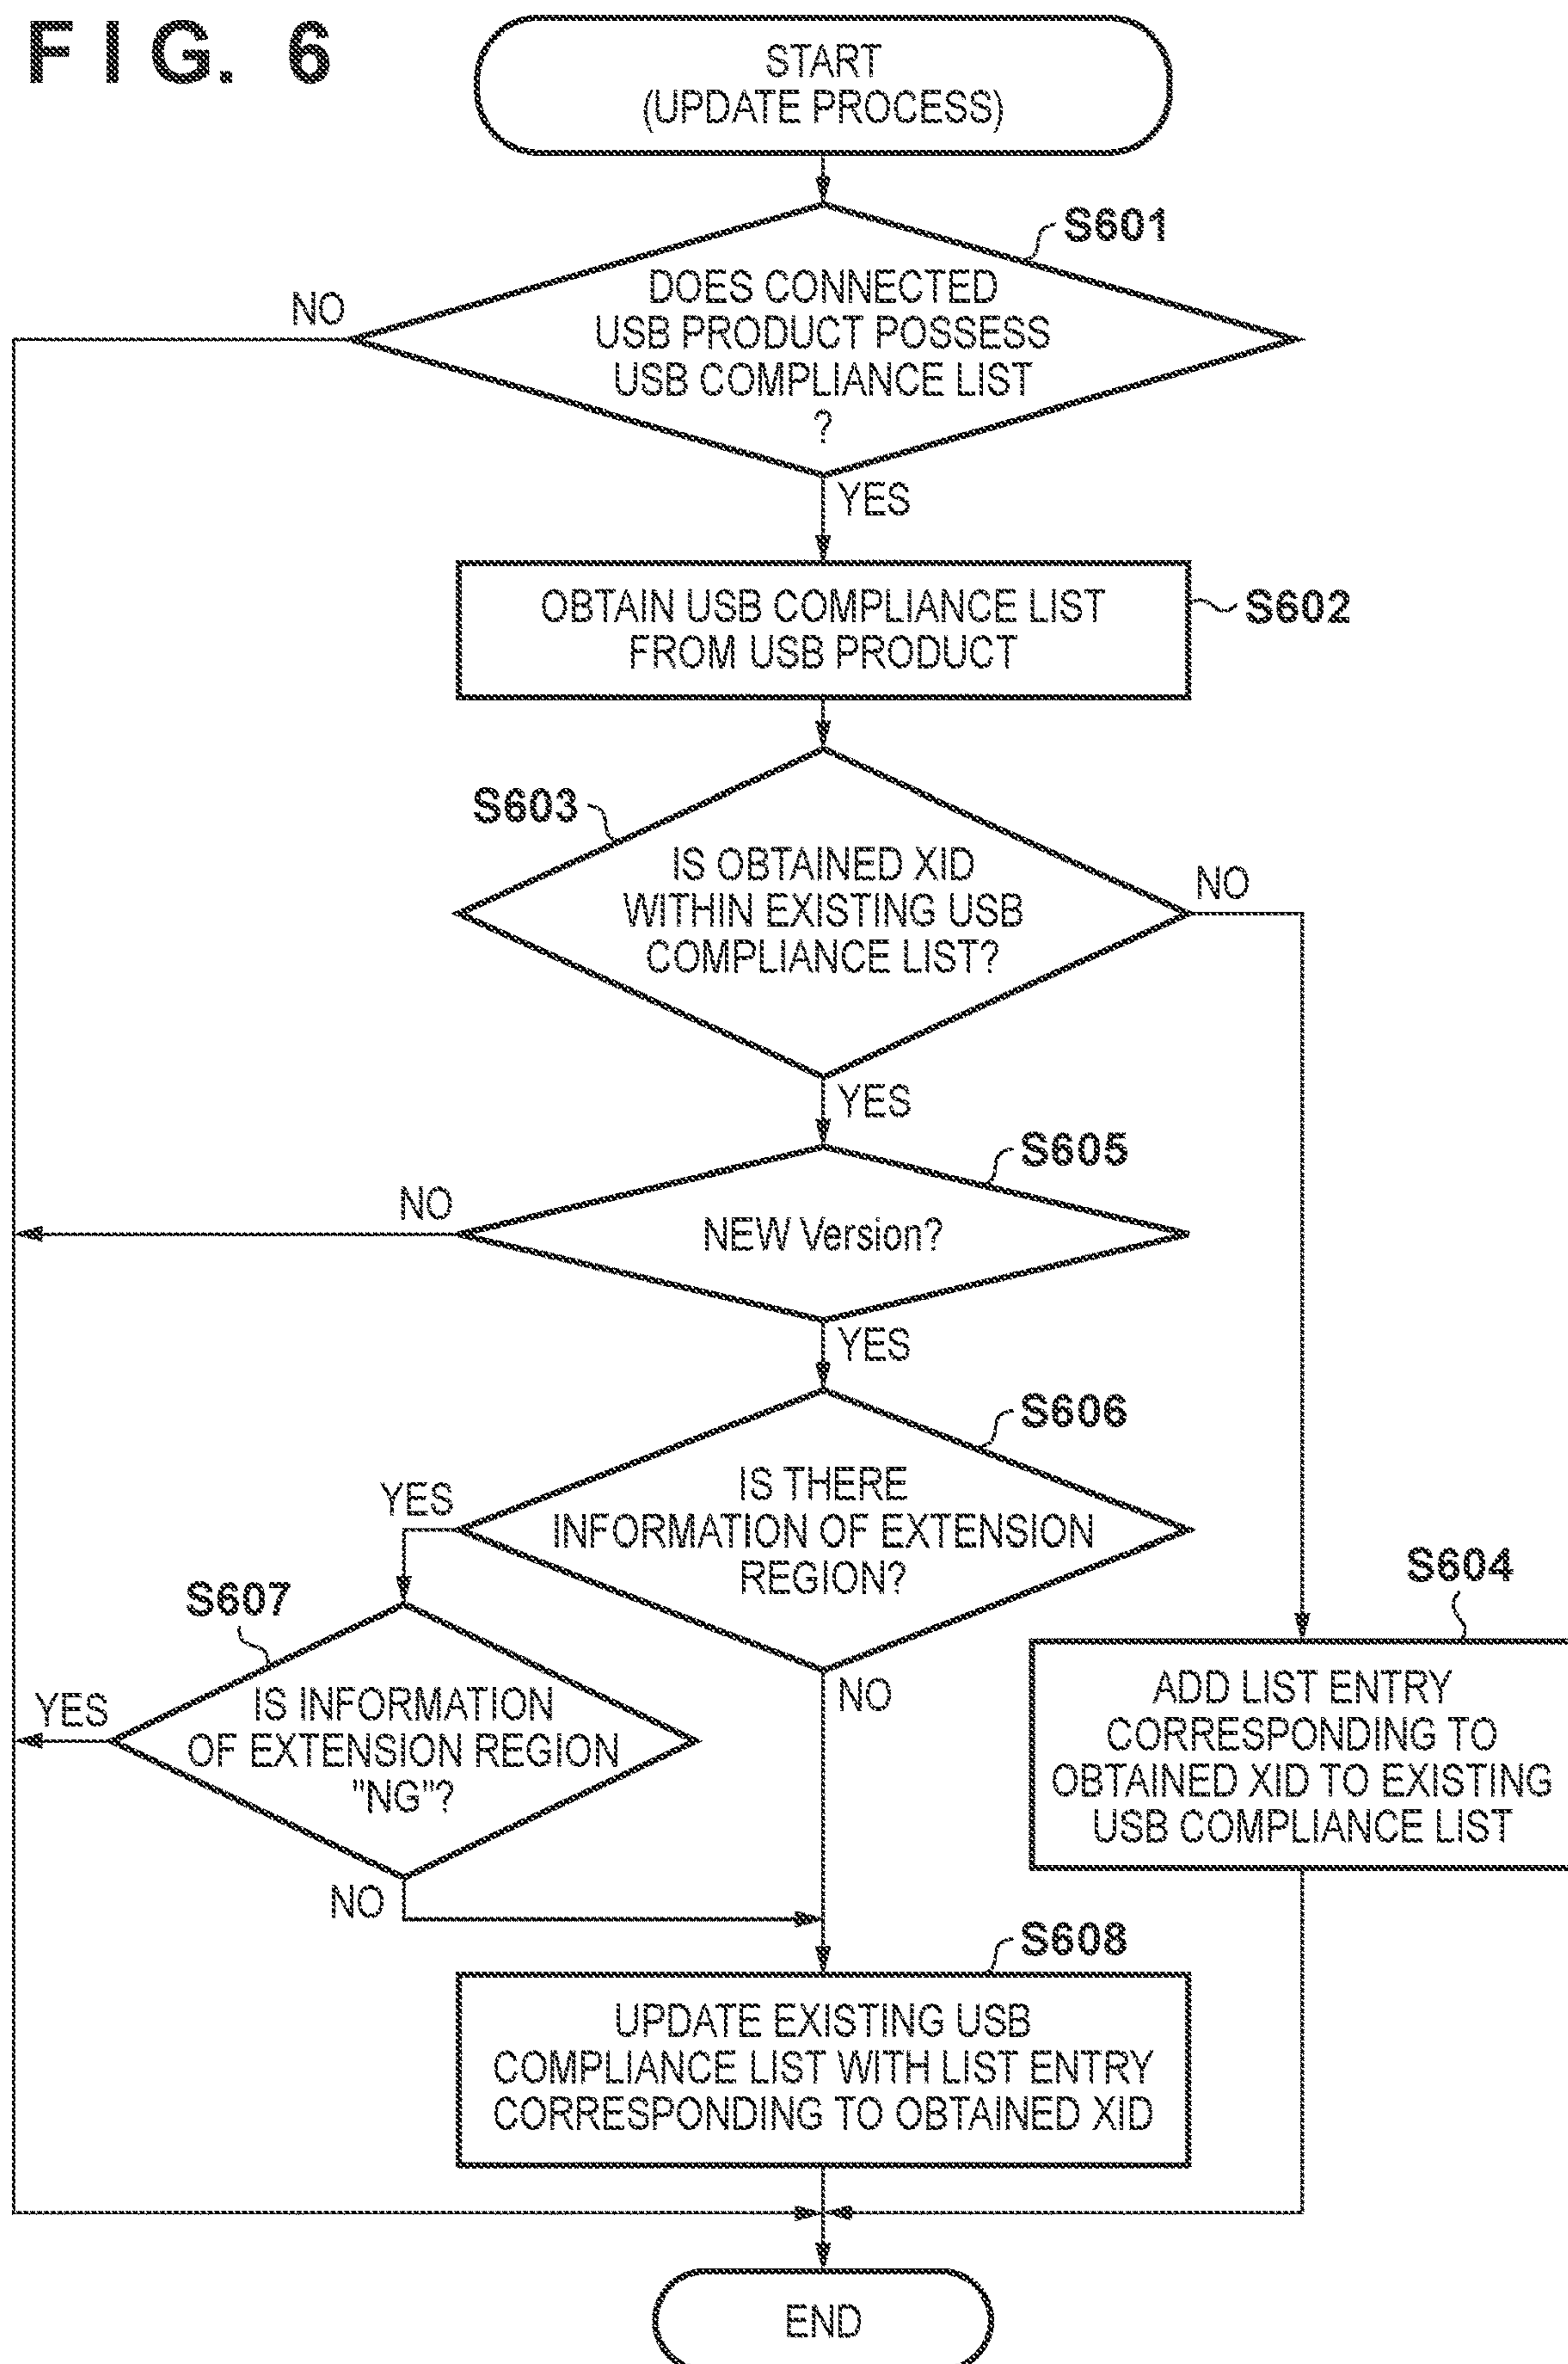 FIG. 6
START
(UPDATE PROCESS)
S601
DOES CONNECTED
USB PRODUCT POSSESS
USB COMPLIANCE LIST
?
NO
YES
OBTAIN USB COMPLIANCE LIST
FROM USB PRODUCT
S602
S603
IS OBTAINED XID
WITHIN EXISTING USB
COMPLIANCE LIST?
NO
YES
S605
NEW Version?
NO
YES
S606
IS THERE
INFORMATION OF EXTENSION
REGION?
YES
NO
S607
IS INFORMATION
OF EXTENSION REGION
"NG"?
YES
NO
S604
ADD LIST ENTRY
CORRESPONDING TO
OBTAINED XID TO EXISTING
USB COMPLIANCE LIST
S608
UPDATE EXISTING USB
COMPLIANCE LIST WITH LIST ENTRY
CORRESPONDING TO OBTAINED XID
END